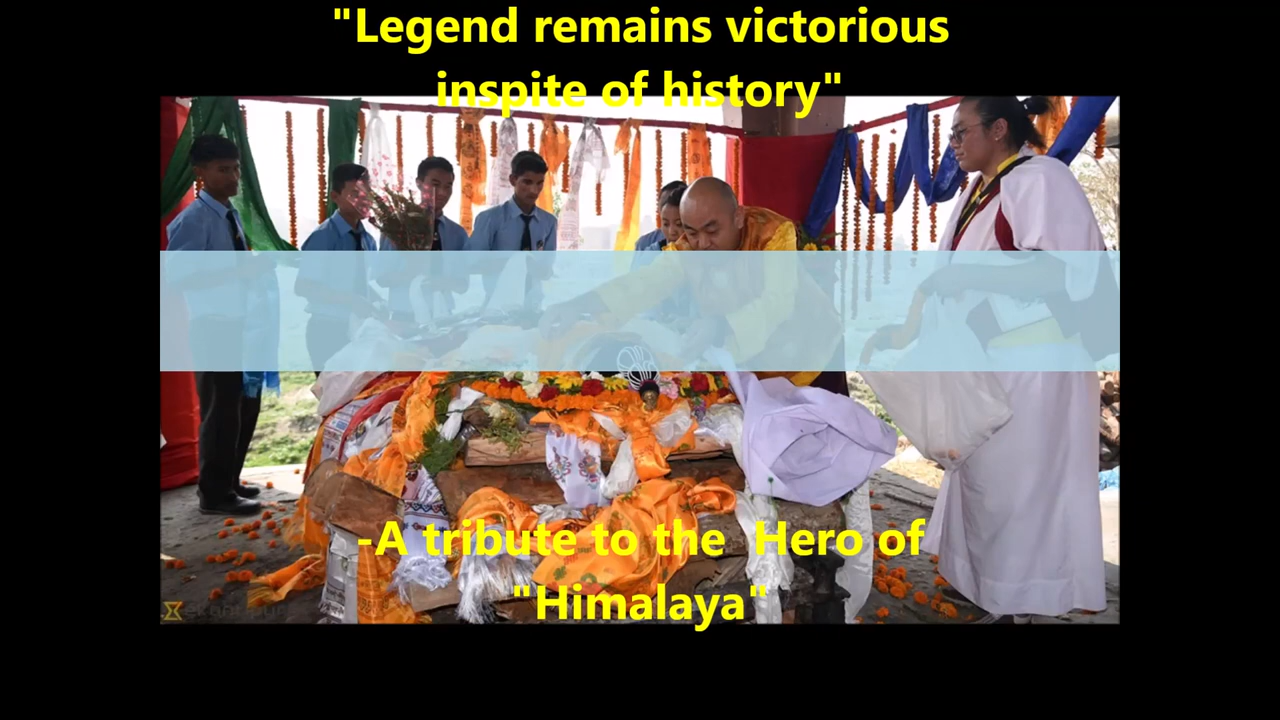 "Legend remains victorious
inspite of history"
-A tribute to the  Hero of
"Himalaya"